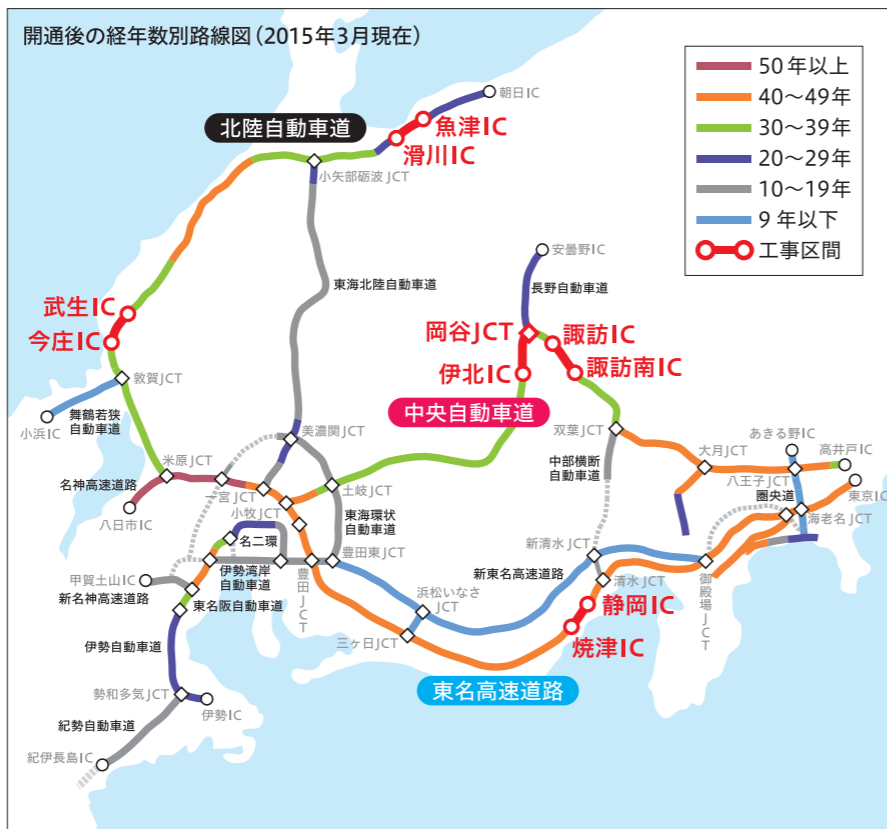 開通後の経年数別路線図(2015年3月現在)
50年以上
40〜49年
30〜39年
20〜29年
10〜19年
9年以下
工事区間
朝日IC
魚津IC
滑川IC
北陸自動車道
小矢部砺波JCT
安曇野IC
長野自動車道
東海北陸自動車道
武生IC
今庄IC
岡谷JCT
諏訪IC
伊北IC
諏訪南IC
敦賀JCT
中央自動車道
舞鶴若狭
自動車道
小浜IC
美濃関JCT
双葉JCT
あきる野IC
大月JCT
高井戸IC
八王子JCT
東京IC
圏央道
海老名JCT
中部横断
自動車道
米原JCT
名神高速道路
一宮JCT
土岐JCT
八日市IC
小牧JCT
東海環状
自動車道
名二環
豊田東JCT
新清水JCT
甲賀土山IC
伊勢湾岸
自動車道
豊田JCT
新東名高速道路
清水JCT
御殿場JCT
新名神高速道路
浜松いなさ
JCT
東名阪自動車道
静岡IC
三ヶ日JCT
焼津IC
伊勢自動車道
東名高速道路
勢和多気JCT
伊勢IC
紀勢自動車道
紀伊長島IC